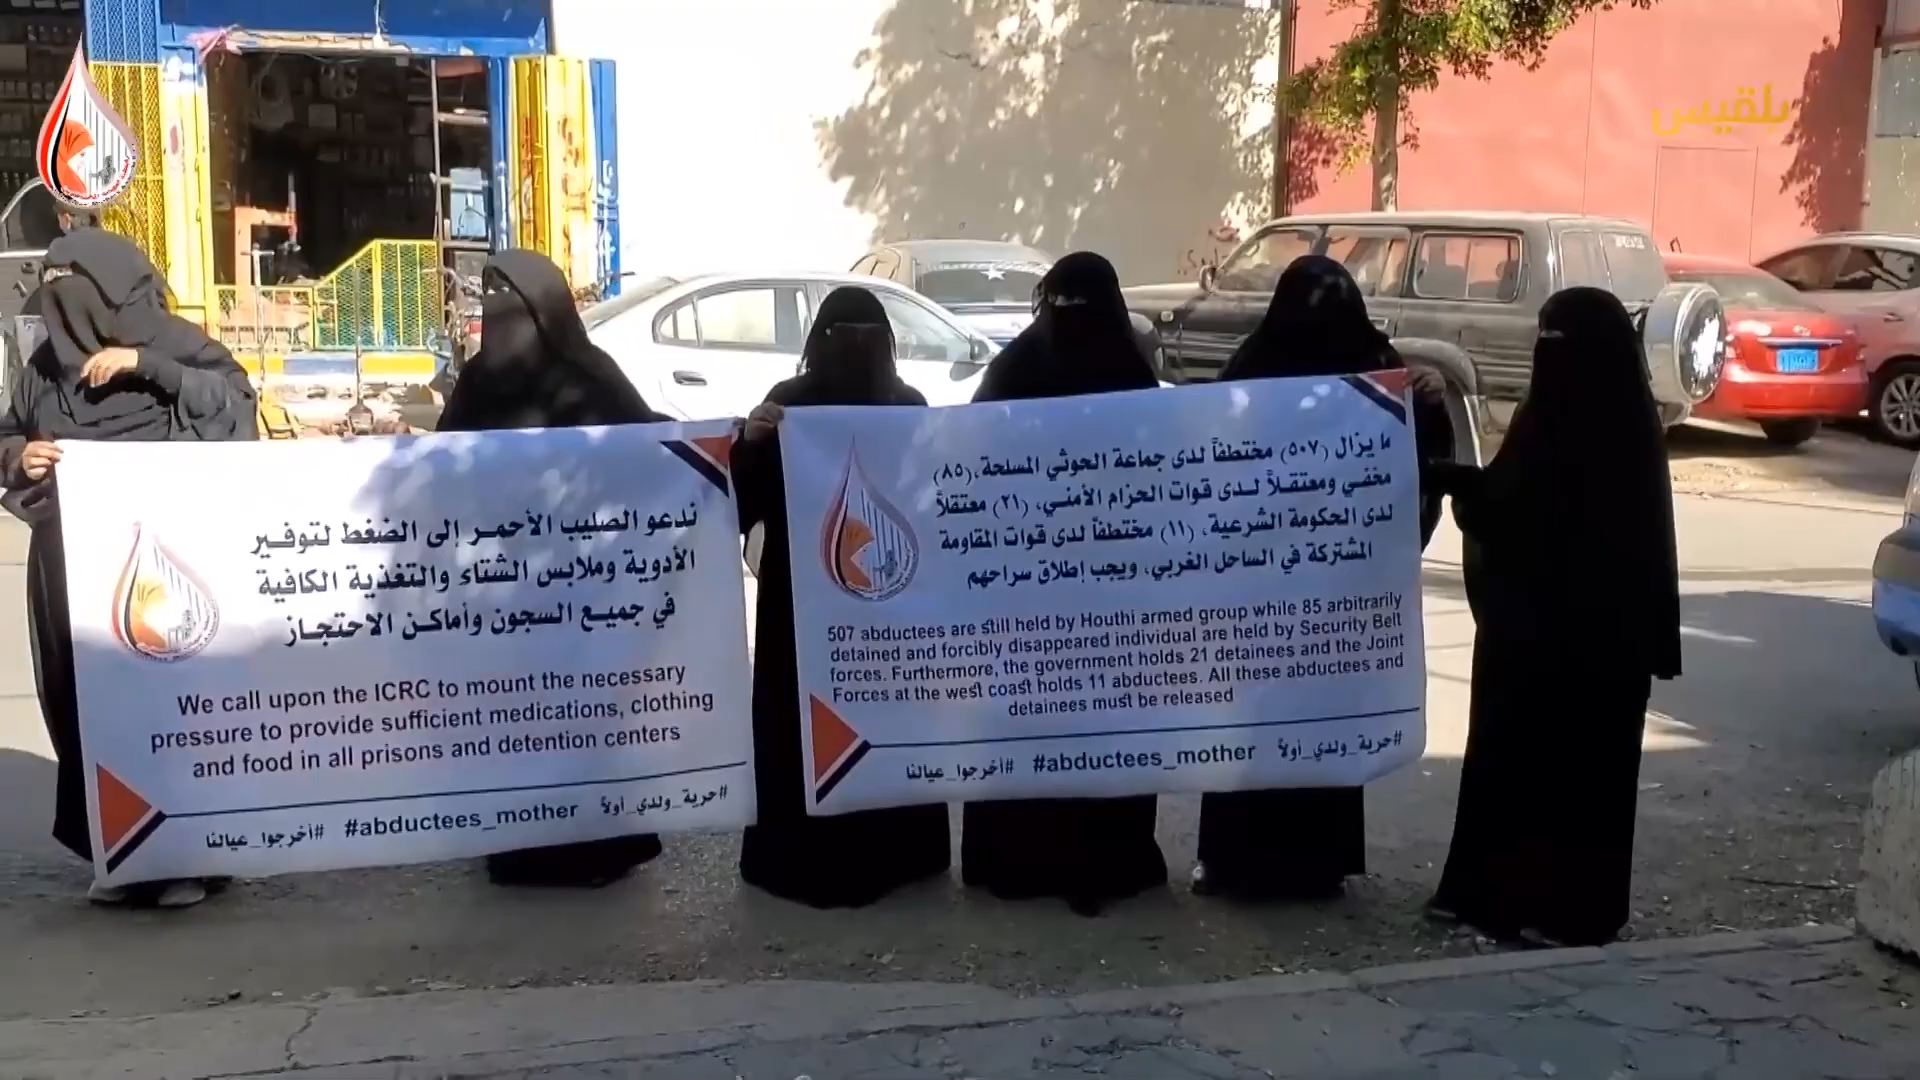 بلقيس
ندعو الصليب الأحمر إلى الضغط لتوفير
الأدوية وملابس الشتاء والتغذية الكافية
في جميع السجون وأماكن الاحتجاز
We call upon the ICRC to mount the necessary
pressure to provide sufficient medications, clothing
and food in all prisons and detention centers
#حرية_ولدي_أولاً #abductees_mother #أخرجوا_عيالنا
ما يزال (٥٠٧) مختطفاً لدى جماعة الحوثي المسلحة، (٨٥)
مخفي ومعتقلاً لدى قوات الحزام الأمني، (٢١) معتقلاً
لدى الحكومة الشرعية، (١١) مختطفاً لدى قوات المقاومة
المشتركة في الساحل الغربي، ويجب إطلاق سراحهم
507 abductees are still held by Houthi armed group while 85 arbitrarily
detained and forcibly disappeared individual are held by Security Belt
forces. Furthermore, the government holds 21 detainees and the Joint
Forces at the west coast holds 11 abductees. All these abductees and
detainees must be released
#حرية_ولدي_أولاً #abductees_mother #أخرجوا_عيالنا